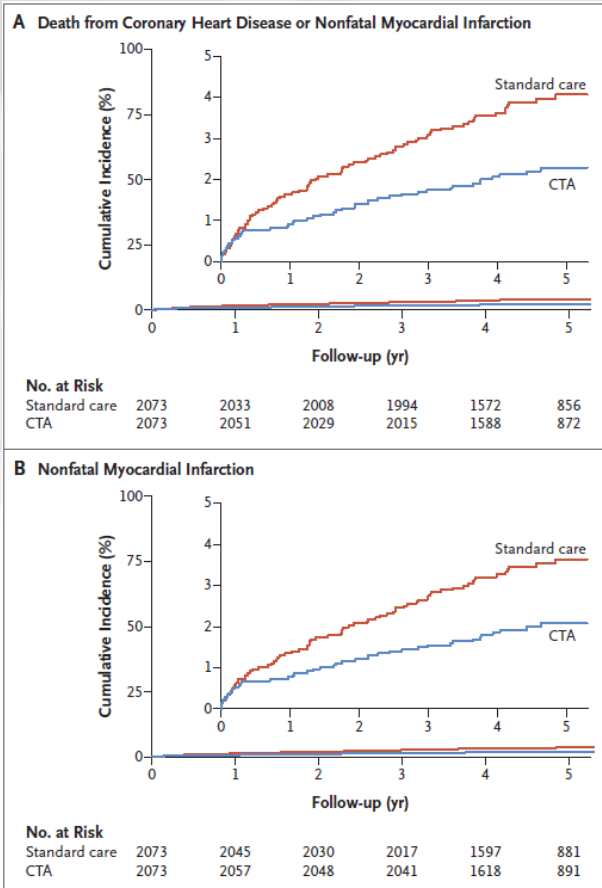 A Death from Coronary Heart Disease or Nonfatal Myocardial Infarction
Cumulative Incidence (%)
100
75
50
25
0
5
4
3
2
1
0
0 1 2 3 4 5
Standard care
CTA
0 1 2 3 4 5
Follow-up (yr)
No. at Risk
Standard care 2073 2033 2008 1994 1572 856
CTA 2073 2051 2029 2015 1588 872
B Nonfatal Myocardial Infarction
Cumulative Incidence (%)
100
75
50
25
0
5
4
3
2
1
0
0 1 2 3 4 5
Standard care
CTA
0 1 2 3 4 5
Follow-up (yr)
No. at Risk
Standard care 2073 2045 2030 2017 1597 881
CTA 2073 2057 2048 2041 1618 891